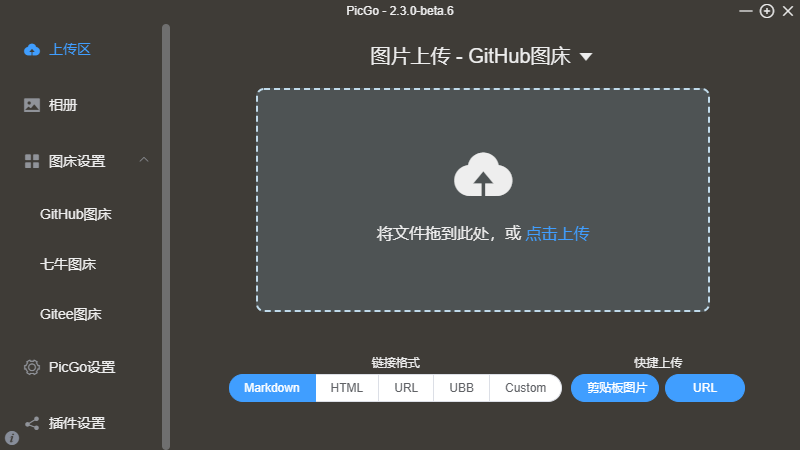 PicGo - 2.3.0-beta.6
上传区
相册
图床设置
GitHub图床
七牛图床
Gitee图床
PicGo设置
插件设置
图片上传 - GitHub图床
将文件拖到此处，或 点击上传
链接格式
Markdown HTML URL UBB Custom
快捷上传
剪贴板图片 URL